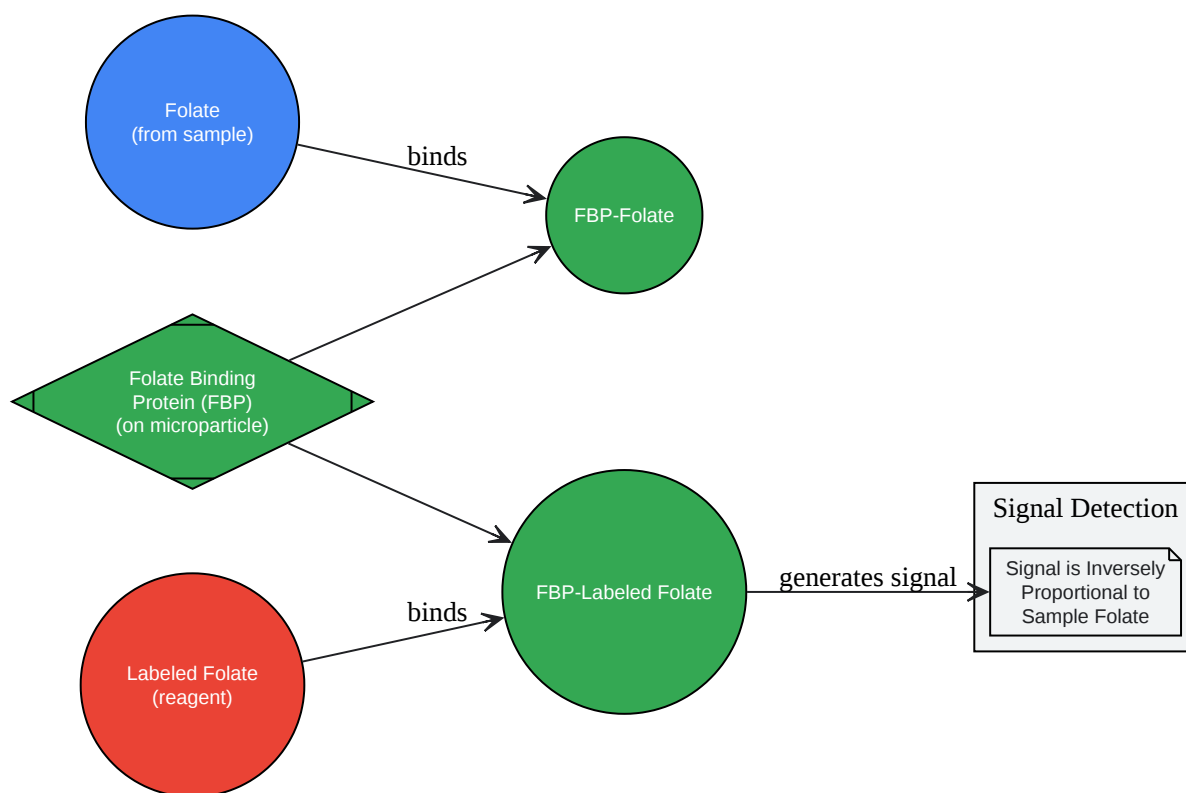 Folate
(from sample)
binds
FBP-Folate
Folate Binding
Protein (FBP)
(on microparticle)
Labeled Folate
(reagent)
binds
FBP-Labeled Folate
generates signal
Signal Detection
Signal is Inversely
Proportional to
Sample Folate